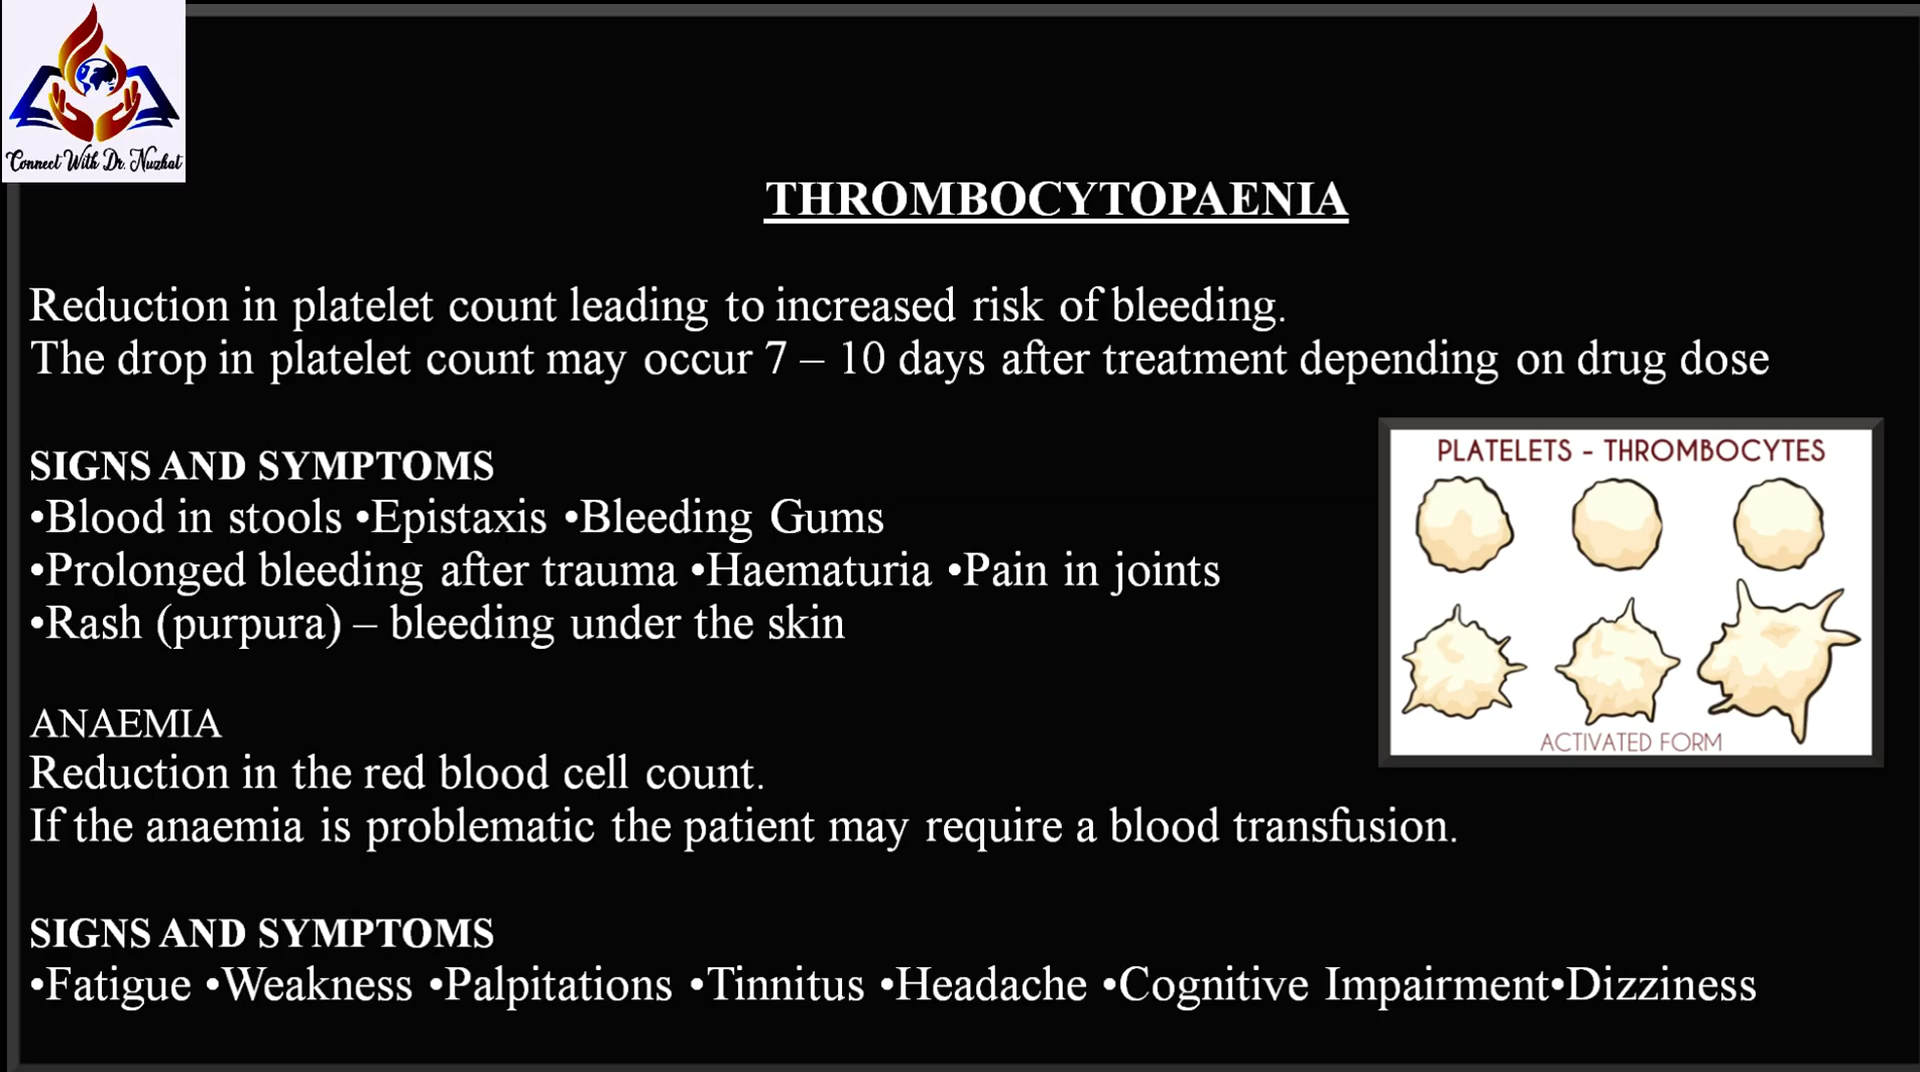 Connect With Dr. Nuzhat
THROMBOCYTOPAENIA
Reduction in platelet count leading to increased risk of bleeding.
The drop in platelet count may occur 7 – 10 days after treatment depending on drug dose
SIGNS AND SYMPTOMS
•Blood in stools •Epistaxis •Bleeding Gums
•Prolonged bleeding after trauma •Haematuria •Pain in joints
•Rash (purpura) – bleeding under the skin
PLATELETS - THROMBOCYTES
ACTIVATED FORM
ANAEMIA
Reduction in the red blood cell count.
If the anaemia is problematic the patient may require a blood transfusion.
SIGNS AND SYMPTOMS
•Fatigue •Weakness •Palpitations •Tinnitus •Headache •Cognitive Impairment•Dizziness